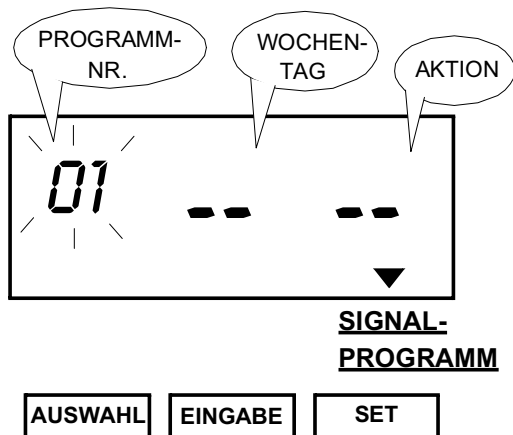 PROGRAMM-
NR.
WOCHEN-
TAG
AKTION
01 -- --
SIGNAL-
PROGRAMM
AUSWAHL EINGABE SET